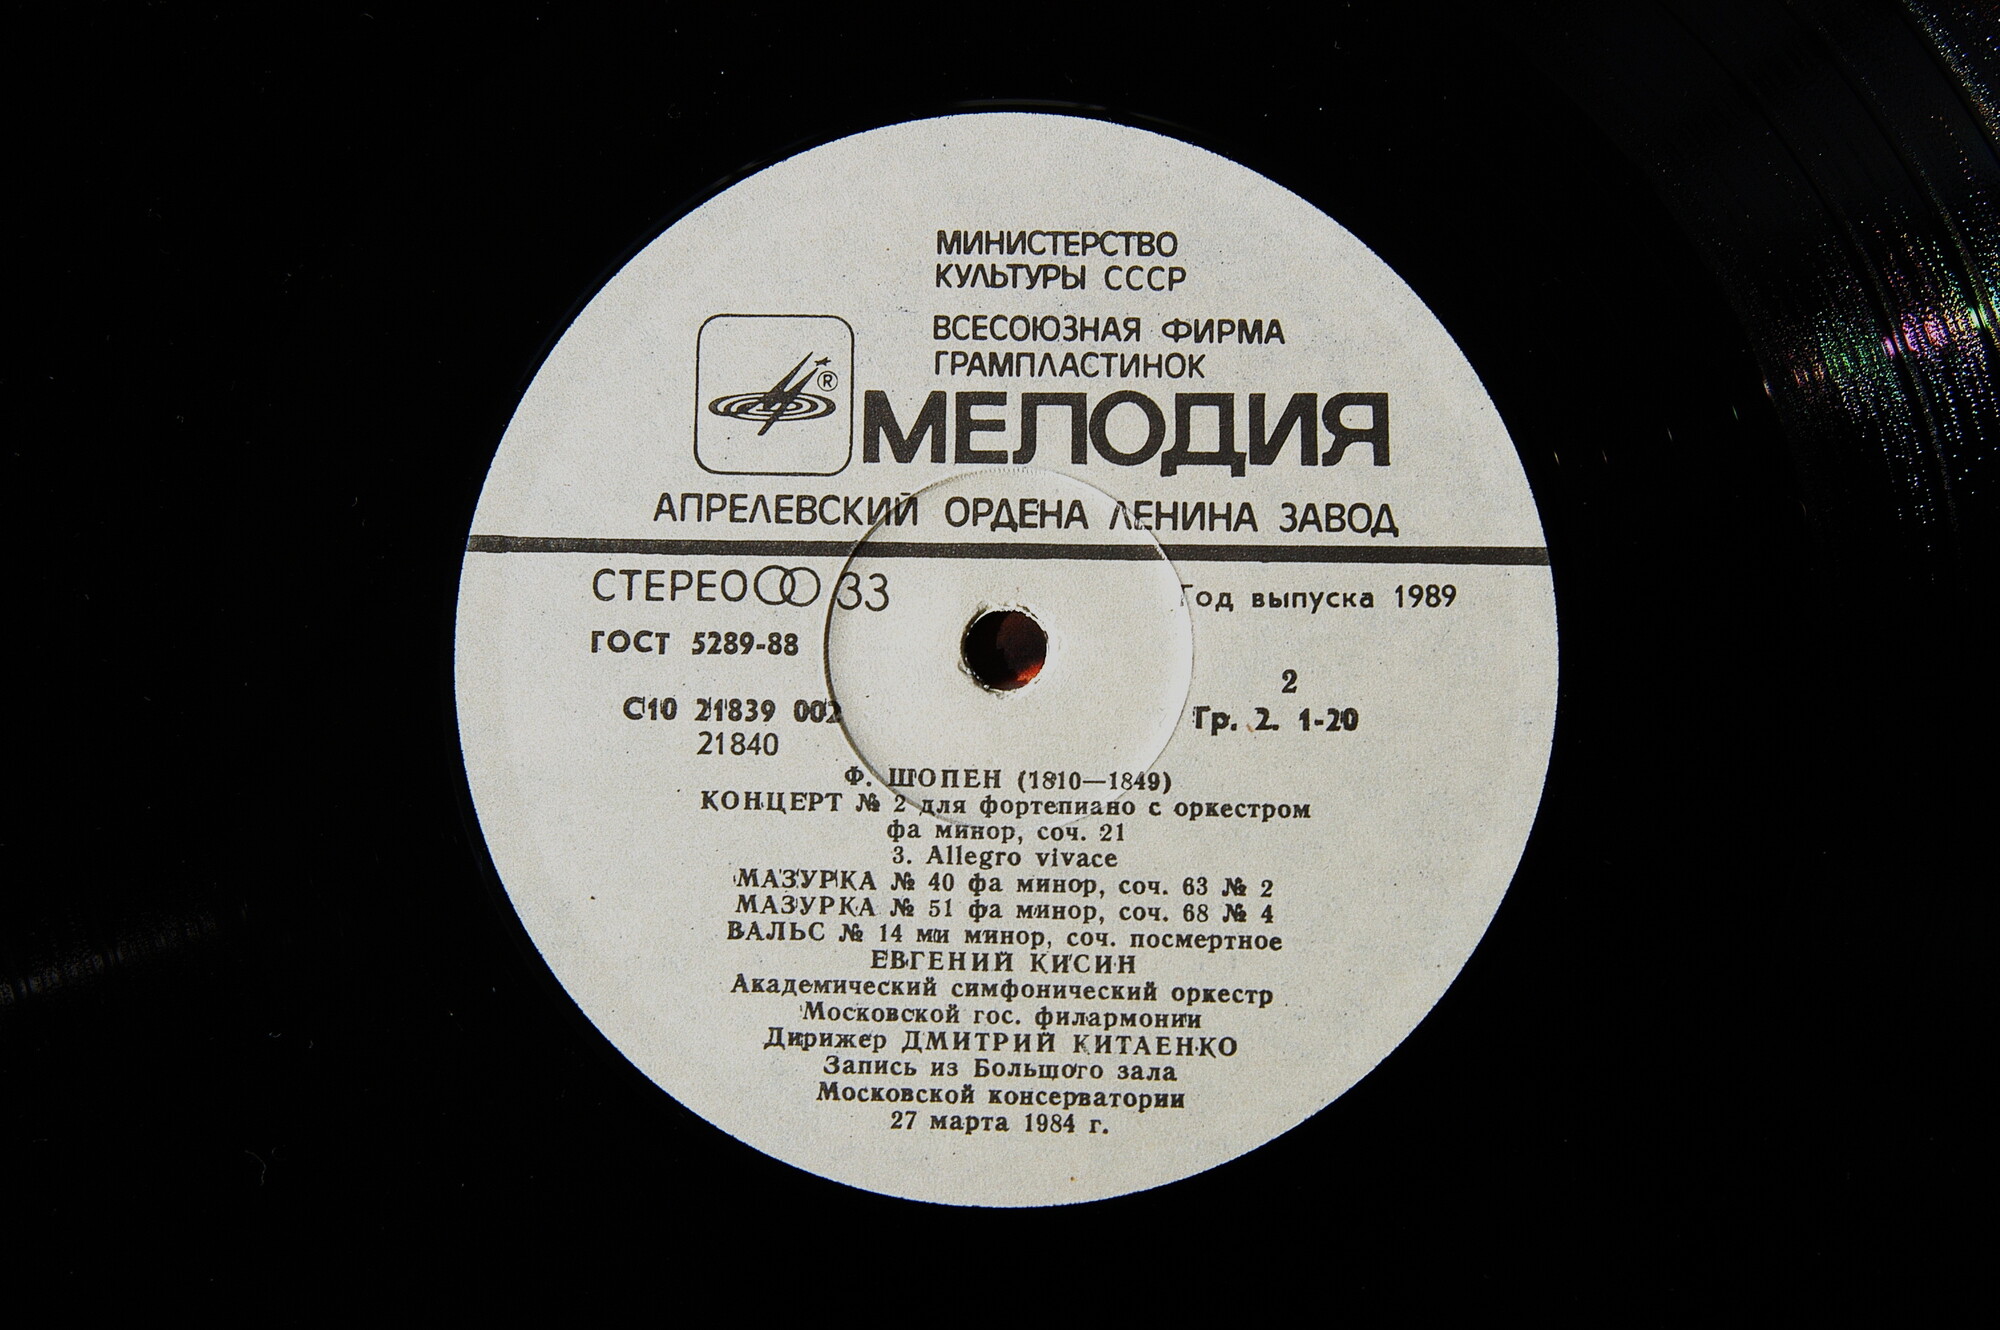 МИНИСТЕРСТВО
КУЛЬТУРЫ СССР
ВСЕСОЮЗНАЯ ФИРМА
ГРАМПЛАСТИНОК
®
МЕЛОДИЯ
АПРЕЛЕВСКИЙ ОРДЕНА ЛЕНИНА ЗАВОД
СТЕРЕО 33
Год выпуска 1989
ГОСТ 5289-88
2
С10 21839 002
Гр. 2. 1-20
21840
Ф. ШОПЕН (1810—1849)
КОНЦЕРТ № 2 для фортепиано с оркестром
фа минор, соч. 21
3. Allegro vivace
МАЗУРКА № 40 фа минор, соч. 63 № 2
МАЗУРКА № 51 фа минор, соч. 68 № 4
ВАЛЬС № 14 ми минор, соч. посмертное
ЕВГЕНИЙ КИСИН
Академический симфонический оркестр
Московской гос. филармонии
Дирижер ДМИТРИЙ КИТАЕНКО
Запись из Большого зала
Московской консерватории
27 марта 1984 г.